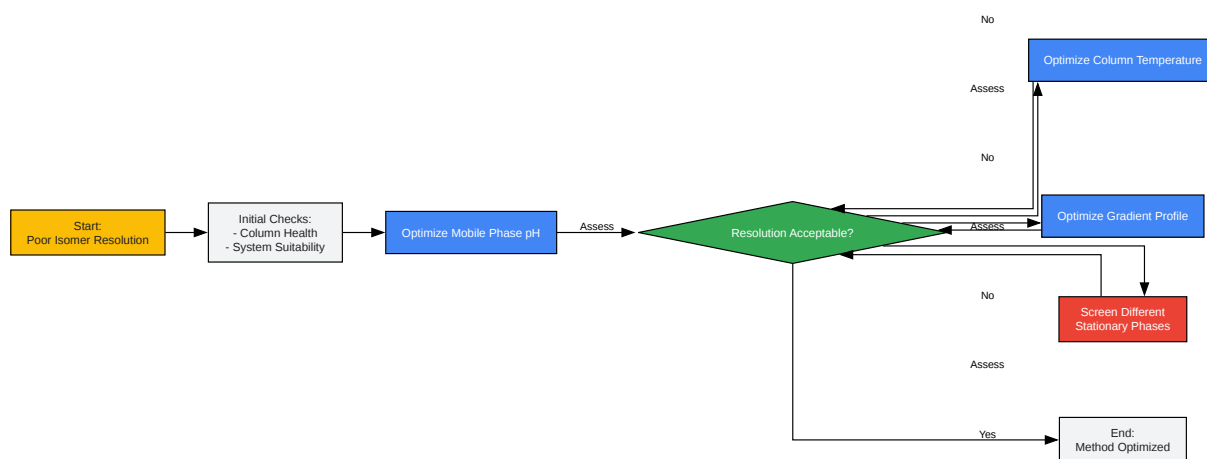 No
Optimize Column Temperature
Assess
No
Start:
Poor Isomer Resolution
Initial Checks:
- Column Health
- System Suitability
Optimize Mobile Phase pH
Assess
Resolution Acceptable?
Optimize Gradient Profile
Assess
No
Screen Different
Stationary Phases
Assess
Yes
End:
Method Optimized